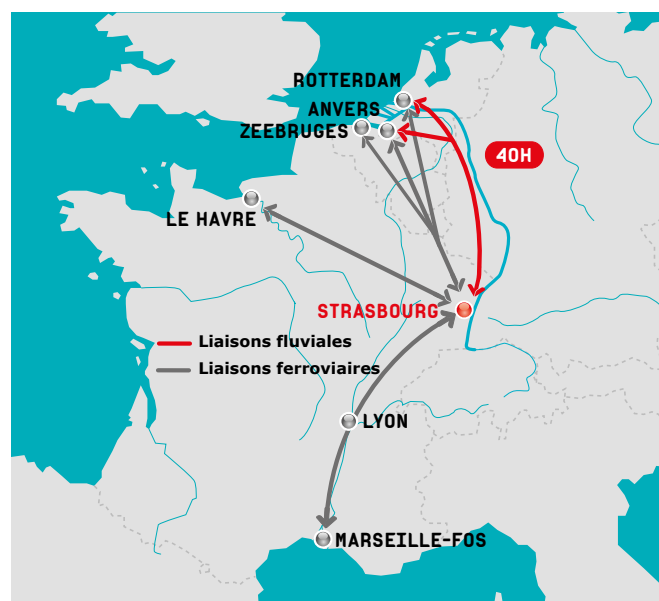 ROTTERDAM
ANVERS
ZEEBRUGES
40H
LE HAVRE
STRASBOURG
Liaisons fluviales
Liaisons ferroviaires
LYON
MARSEILLE-FOS